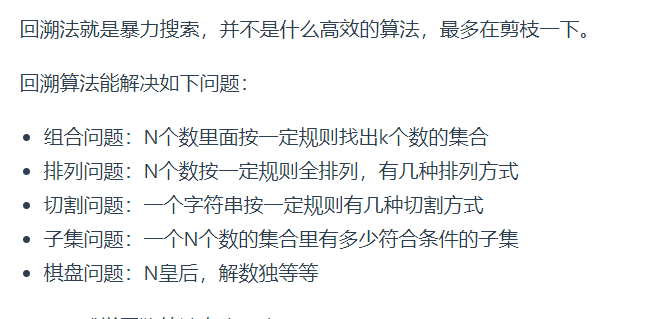 回溯法就是暴力搜索，并不是什么高效的算法，最多在剪枝一下。
回溯算法能解决如下问题：
• 组合问题：N个数里面按一定规则找出k个数的集合
• 排列问题：N个数按一定规则全排列，有几种排列方式
• 切割问题：一个字符串按一定规则有几种切割方式
• 子集问题：一个N个数的集合里有多少符合条件的子集
• 棋盘问题：N皇后，解数独等等